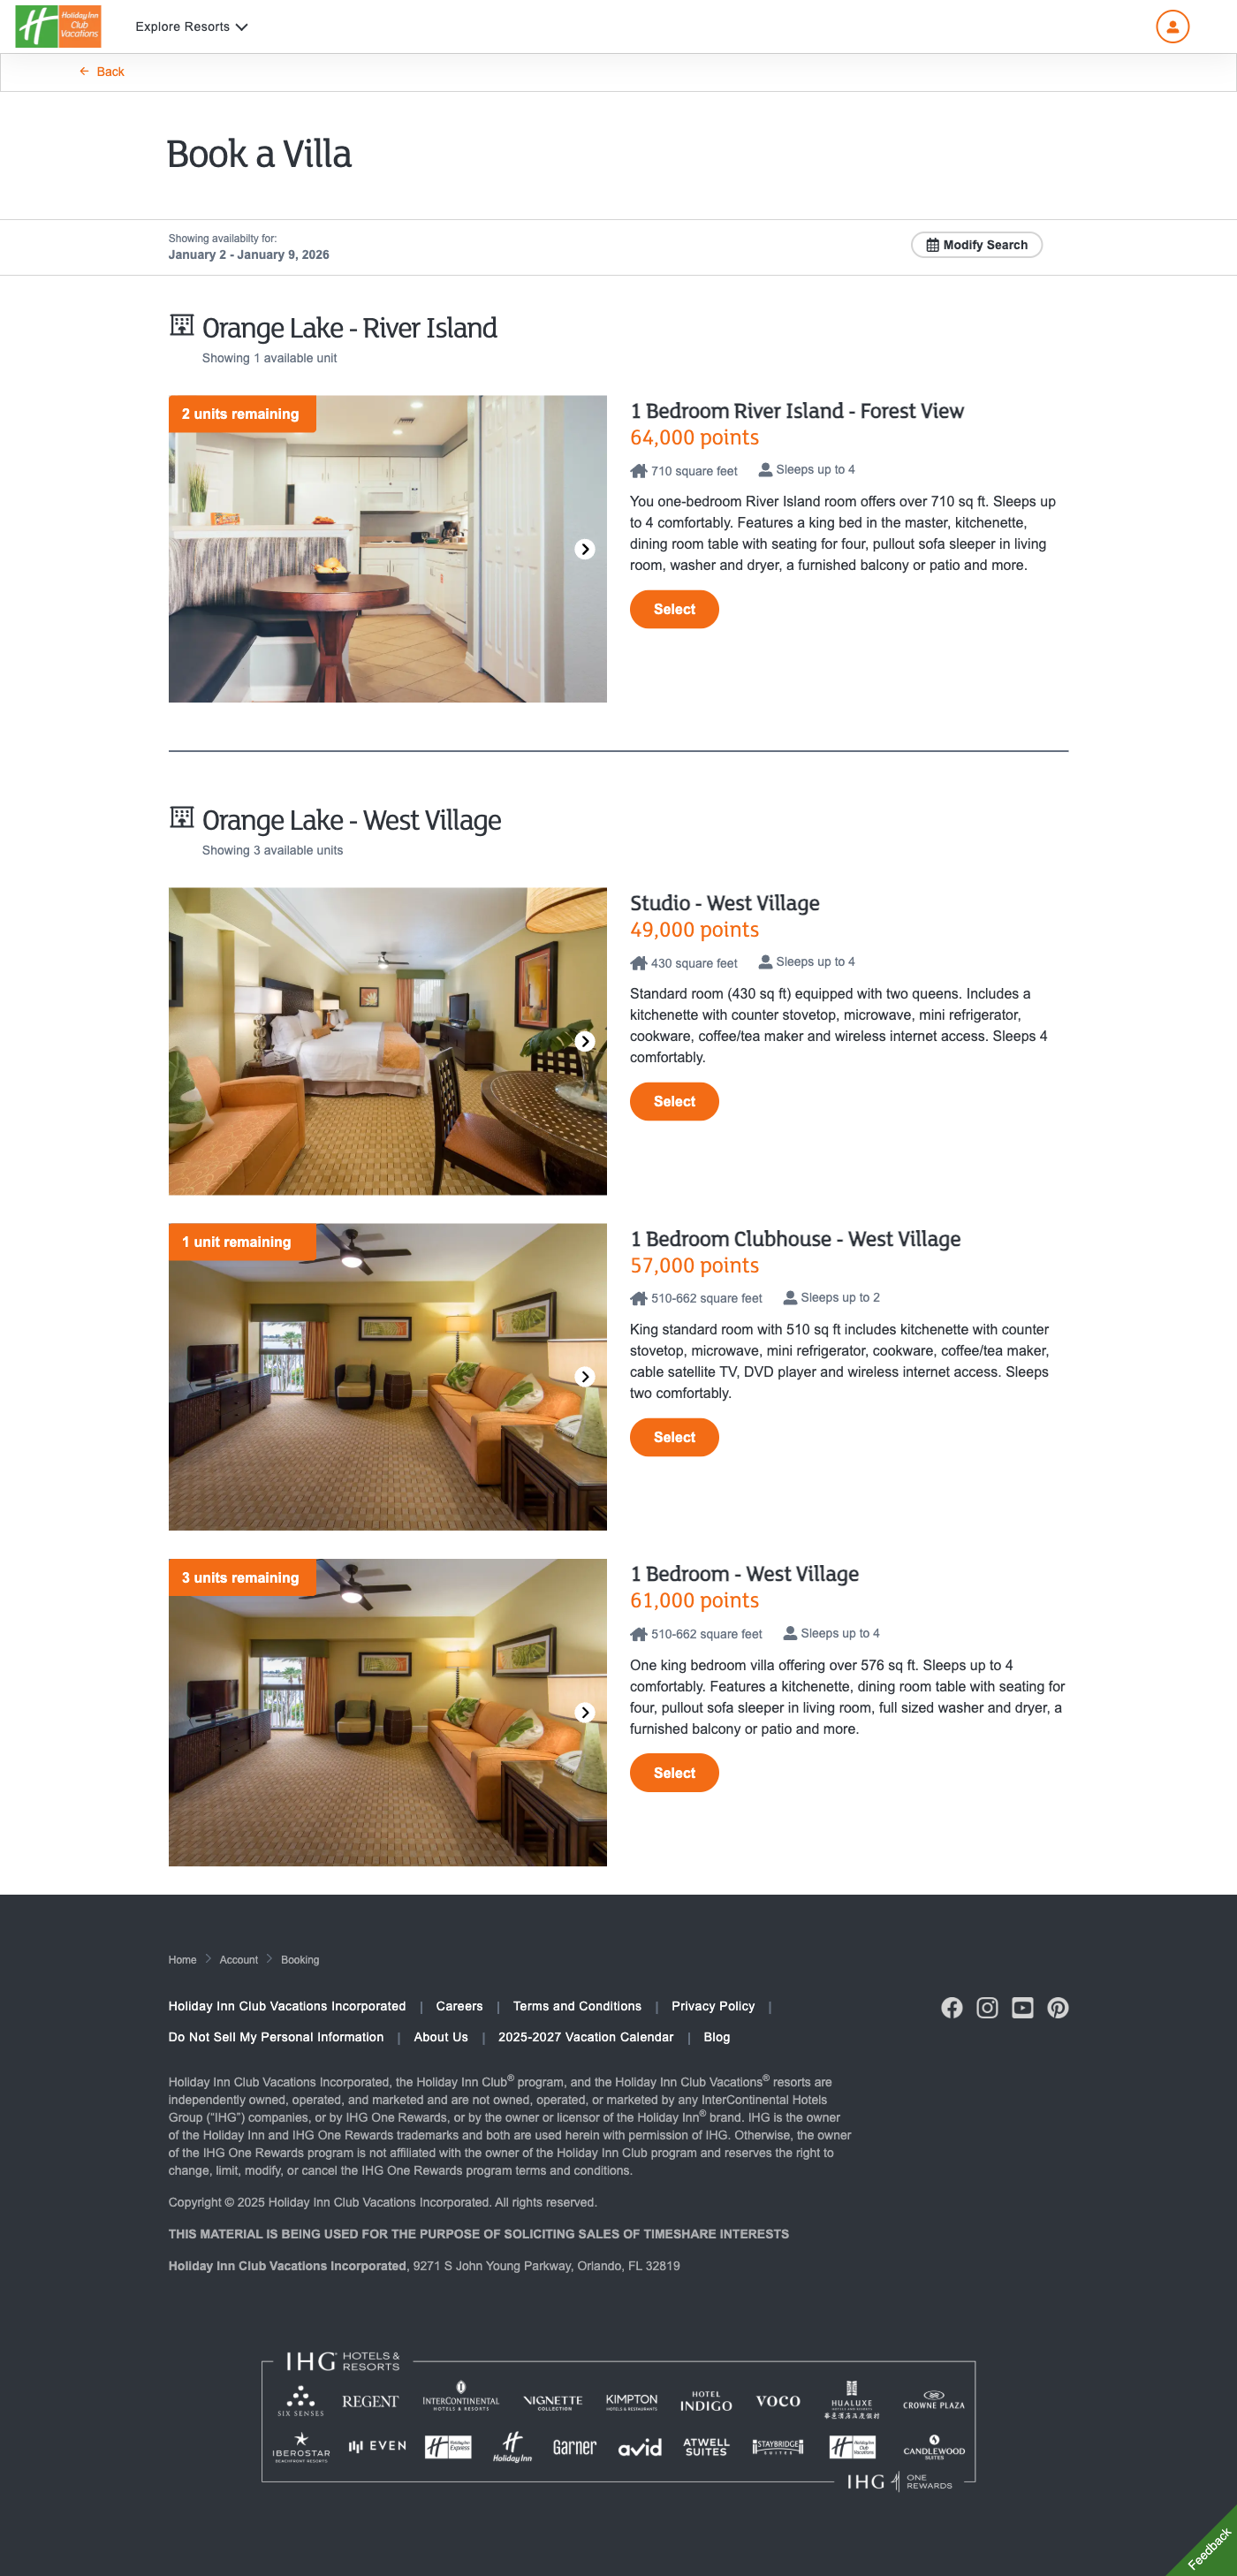 Holiday Inn
Club
Vacations
Explore Resorts
Back
Book a Villa
Showing availabilty for:
January 2 - January 9, 2026
Modify Search
Orange Lake - River Island
Showing 1 available unit
2 units remaining
1 Bedroom River Island - Forest View
64,000 points
710 square feet
Sleeps up to 4
You one-bedroom River Island room offers over 710 sq ft. Sleeps up
to 4 comfortably. Features a king bed in the master, kitchenette,
dining room table with seating for four, pullout sofa sleeper in living
room, washer and dryer, a furnished balcony or patio and more.
Select
Orange Lake - West Village
Showing 3 available units
Studio - West Village
49,000 points
430 square feet
Sleeps up to 4
Standard room (430 sq ft) equipped with two queens. Includes a
kitchenette with counter stovetop, microwave, mini refrigerator,
cookware, coffee/tea maker and wireless internet access. Sleeps 4
comfortably.
Select
1 unit remaining
1 Bedroom Clubhouse - West Village
57,000 points
510-662 square feet
Sleeps up to 2
King standard room with 510 sq ft includes kitchenette with counter
stovetop, microwave, mini refrigerator, cookware, coffee/tea maker,
cable satellite TV, DVD player and wireless internet access. Sleeps
two comfortably.
Select
3 units remaining
1 Bedroom - West Village
61,000 points
510-662 square feet
Sleeps up to 4
One king bedroom villa offering over 576 sq ft. Sleeps up to 4
comfortably. Features a kitchenette, dining room table with seating for
four, pullout sofa sleeper in living room, full sized washer and dryer, a
furnished balcony or patio and more.
Select
Home > Account > Booking
Holiday Inn Club Vacations Incorporated | Careers | Terms and Conditions | Privacy Policy |
Do Not Sell My Personal Information | About Us | 2025-2027 Vacation Calendar | Blog
Holiday Inn Club Vacations Incorporated, the Holiday Inn Club® program, and the Holiday Inn Club Vacations® resorts are
independently owned, operated, and marketed and are not owned, operated, or marketed by any InterContinental Hotels
Group ("IHG") companies, or by IHG One Rewards, or by the owner or licensor of the Holiday Inn® brand. IHG is the owner
of the Holiday Inn and IHG One Rewards trademarks and both are used herein with permission of IHG. Otherwise, the owner
of the IHG One Rewards program is not affiliated with the owner of the Holiday Inn Club program and reserves the right to
change, limit, modify, or cancel the IHG One Rewards program terms and conditions.
Copyright © 2025 Holiday Inn Club Vacations Incorporated. All rights reserved.
THIS MATERIAL IS BEING USED FOR THE PURPOSE OF SOLICITING SALES OF TIMESHARE INTERESTS
Holiday Inn Club Vacations Incorporated, 9271 S John Young Parkway, Orlando, FL 32819
IHG HOTELS &
RESORTS
SIX SENSES
REGENT
INTERCONTINENTAL
HOTELS & RESORTS
VIGNETTE
COLLECTION
KIMPTON
HOTELS & RESTAURANTS
HOTEL
INDIGO
VOCO
HUALUXE
HOTELS AND RESORTS
CROWNE PLAZA
IBEROSTAR
BEACHFRONT RESORTS
EVEN
Holiday Inn
Express
Holiday Inn
GARNER
avid
ATWELL
SUITES
STAYBRIDGE
SUITES
Holiday Inn
Club
Vacations
CANDLEWOOD
SUITES
IHG ONE
REWARDS
Feedback